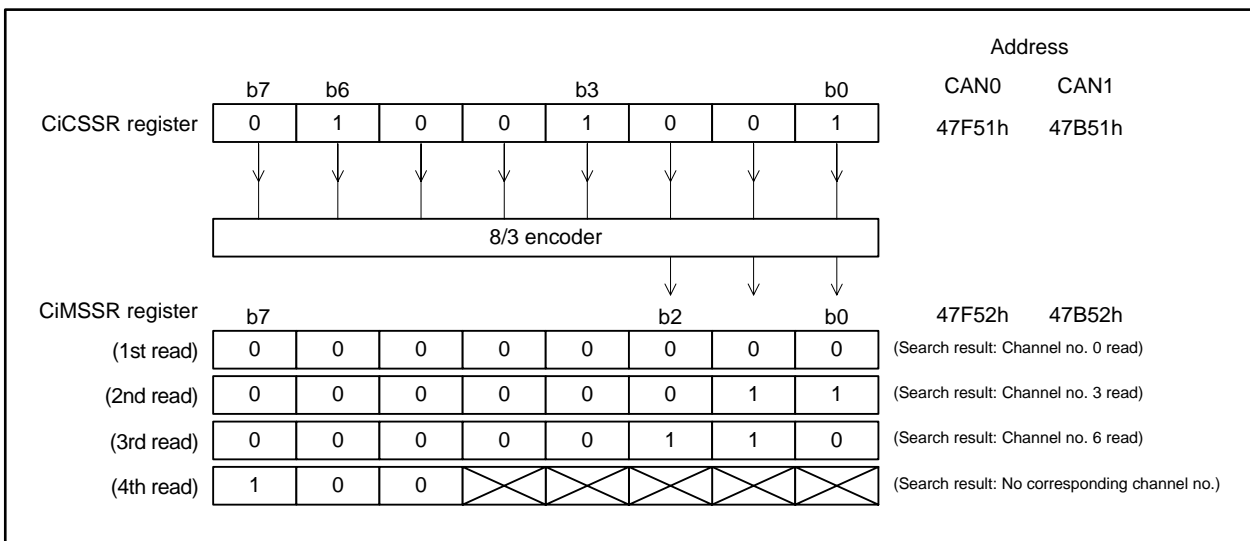 Address
b7 b6 b3 b0 CAN0 CAN1
CiCSSR register 0 1 0 0 1 0 0 1 47F51h 47B51h
8/3 encoder
CiMSSR register b7 b2 b0 47F52h 47B52h
(1st read) 0 0 0 0 0 0 0 0 (Search result: Channel no. 0 read)
(2nd read) 0 0 0 0 0 0 1 1 (Search result: Channel no. 3 read)
(3rd read) 0 0 0 0 0 1 1 0 (Search result: Channel no. 6 read)
(4th read) 1 0 0 (Search result: No corresponding channel no.)